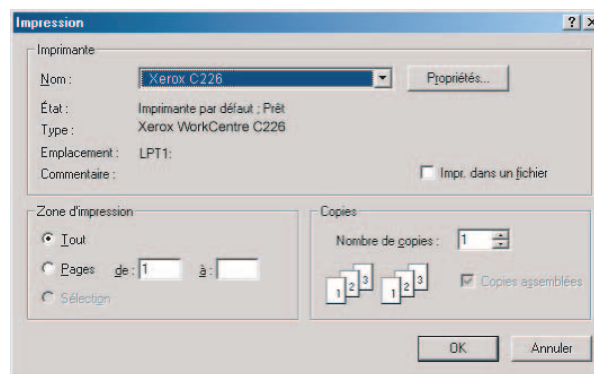 Impression
Imprimante
Nom : Xerox C226 Propriétés...
État : Imprimante par défaut ; Prêt
Type : Xerox WorkCentre C226
Emplacement : LPT1:
Commentaire : Impr. dans un fichier
Zone d'impression
Tout
Pages de : 1 à :
Sélection
Copies
Nombre de copies : 1
1 2 3 1 2 3
Copies assemblées
OK Annuler